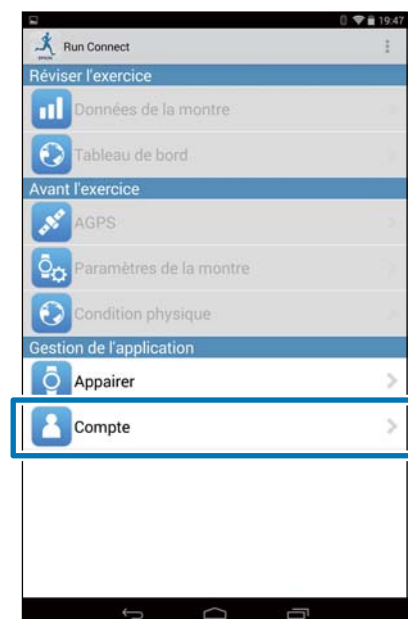 19:47
Run Connect
Réviser l'exercice
Données de la montre
Tableau de bord
Avant l'exercice
AGPS
Paramètres de la montre
Condition physique
Gestion de l'application
Appairer
Compte